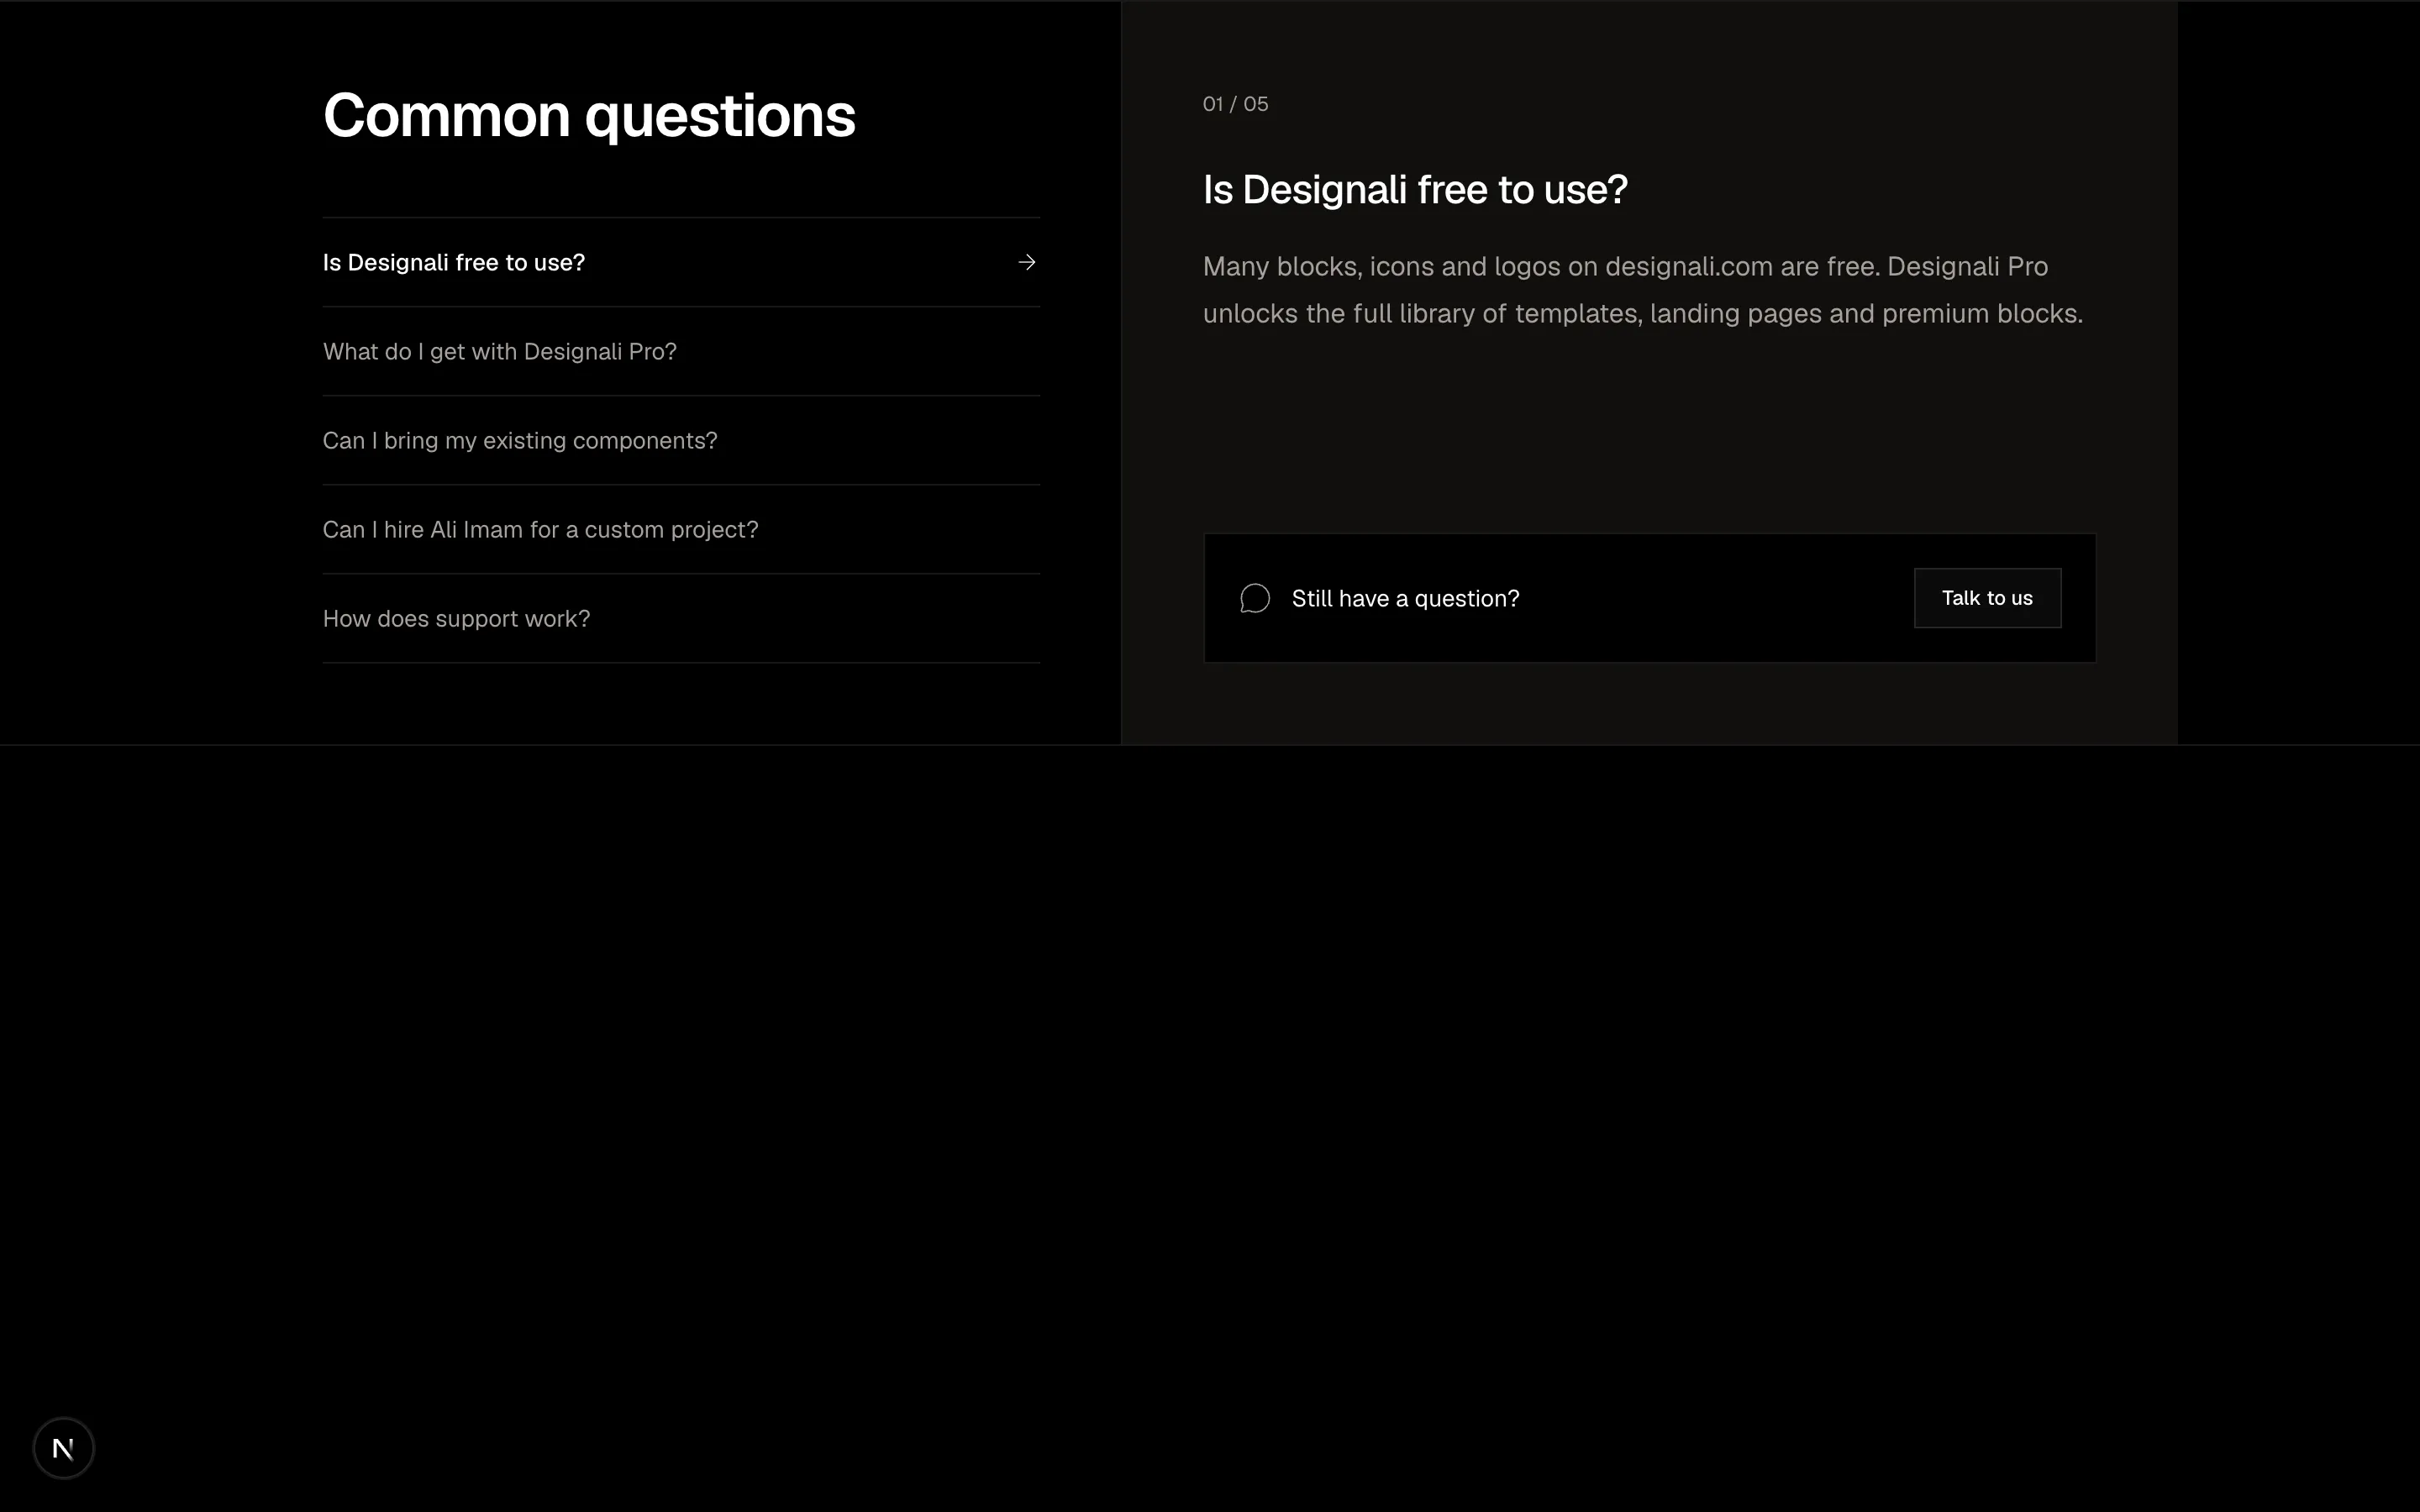 Common questions
Is Designali free to use?
What do I get with Designali Pro?
Can I bring my existing components?
Can I hire Ali Imam for a custom project?
How does support work?
01 / 05
Is Designali free to use?
Many blocks, icons and logos on designali.com are free. Designali Pro
unlocks the full library of templates, landing pages and premium blocks.
Still have a question?
Talk to us
N